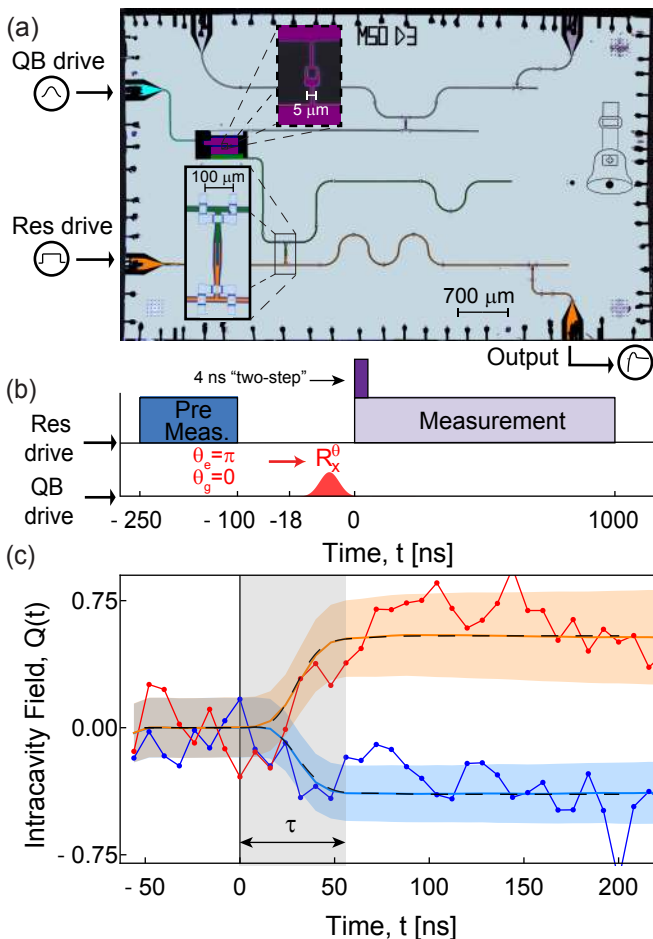 (a)
QB drive
MSO D3
5 μm
100 μm
Res drive
700 μm
Output
(b)
4 ns "two-step"
Res drive
Pre Meas.
Measurement
θe=π
θg=0
Rxθ
QB drive
- 250
- 100
-18
0
1000
Time, t [ns]
(c)
Intracavity Field, Q(t)
0.75
0.00
- 0.75
τ
- 50
0
50
100
150
200
Time, t [ns]